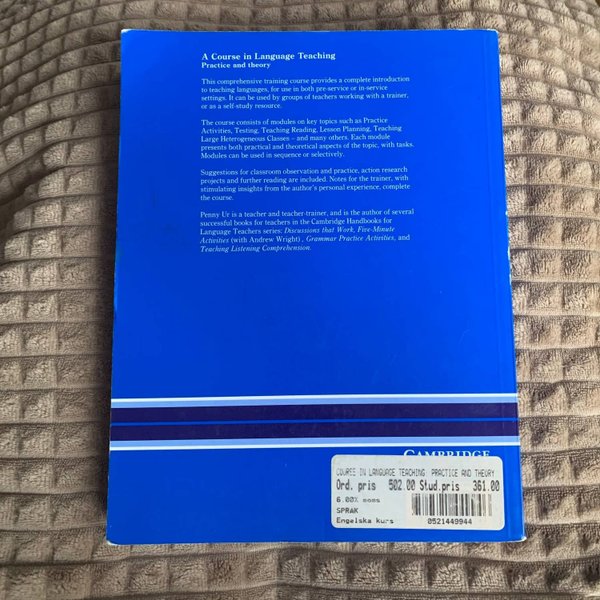 A Course in Language Teaching
Practice and theory
This comprehensive training course provides a complete introduction
to teaching languages, for use in both pre-service or in-service
settings. It can be used by groups of teachers working with a trainer,
or as a self-study resource.
The course consists of modules on key topics such as Practice
Activities, Testing, Teaching Reading, Lesson Planning, Teaching
Large Heterogeneous Classes – and many others. Each module
presents both practical and theoretical aspects of the topic, with tasks.
Modules can be used in sequence or selectively.
Suggestions for classroom observation and practice, action research
projects and further reading are included. Notes for the trainer, with
stimulating insights from the author's personal experience, complete
the course.
Penny Ur is a teacher and teacher-trainer, and is the author of several
successful books for teachers in the Cambridge Handbooks for
Language Teachers series: Discussions that Work, Five-Minute
Activities (with Andrew Wright) , Grammar Practice Activities, and
Teaching Listening Comprehension.
CAMBRIDGE
COURSE IN LANGUAGE TEACHING: PRACTICE AND THEORY
Ord. pris 502.00 Stud.pris 361.00
6.00% moms
SPRAK
Engelska kurs 0521449944